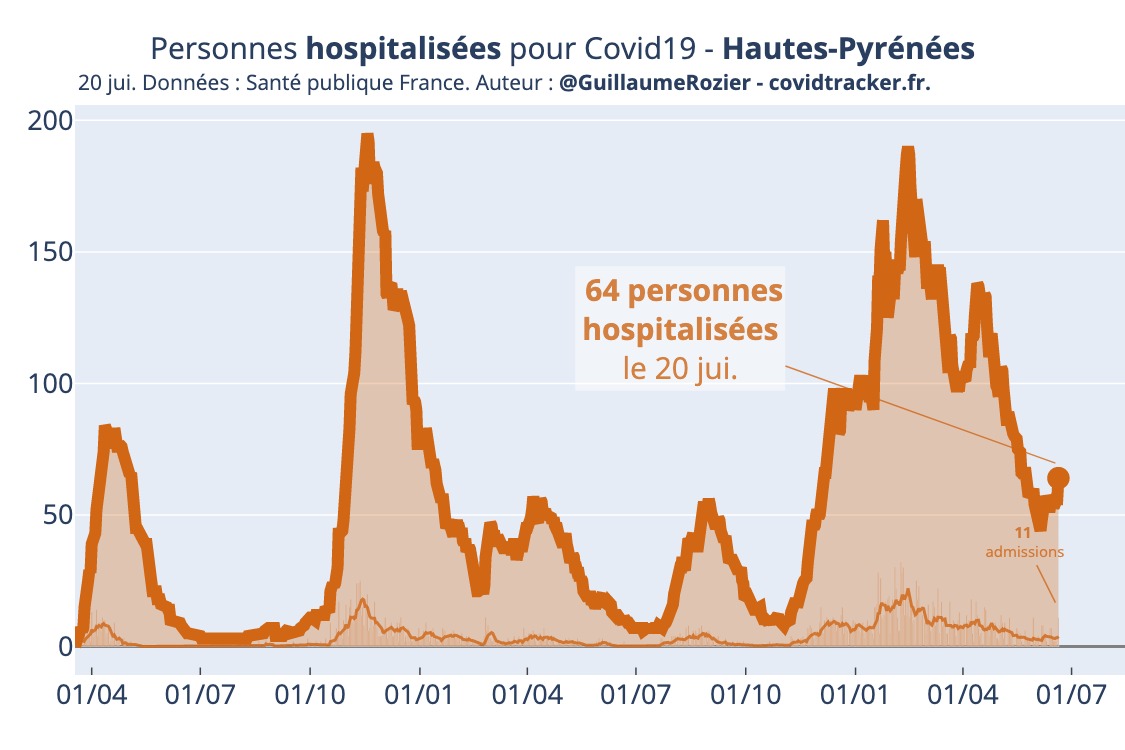 Personnes hospitalisées pour Covid19 - Hautes-Pyrénées
20 jui. Données : Santé publique France. Auteur : @GuillaumeRozier - covidtracker.fr.
200
150
100
50
0
64 personnes
hospitalisées
le 20 jui.
11
admissions
01/04 01/07 01/10 01/01 01/04 01/07 01/10 01/01 01/04 01/07